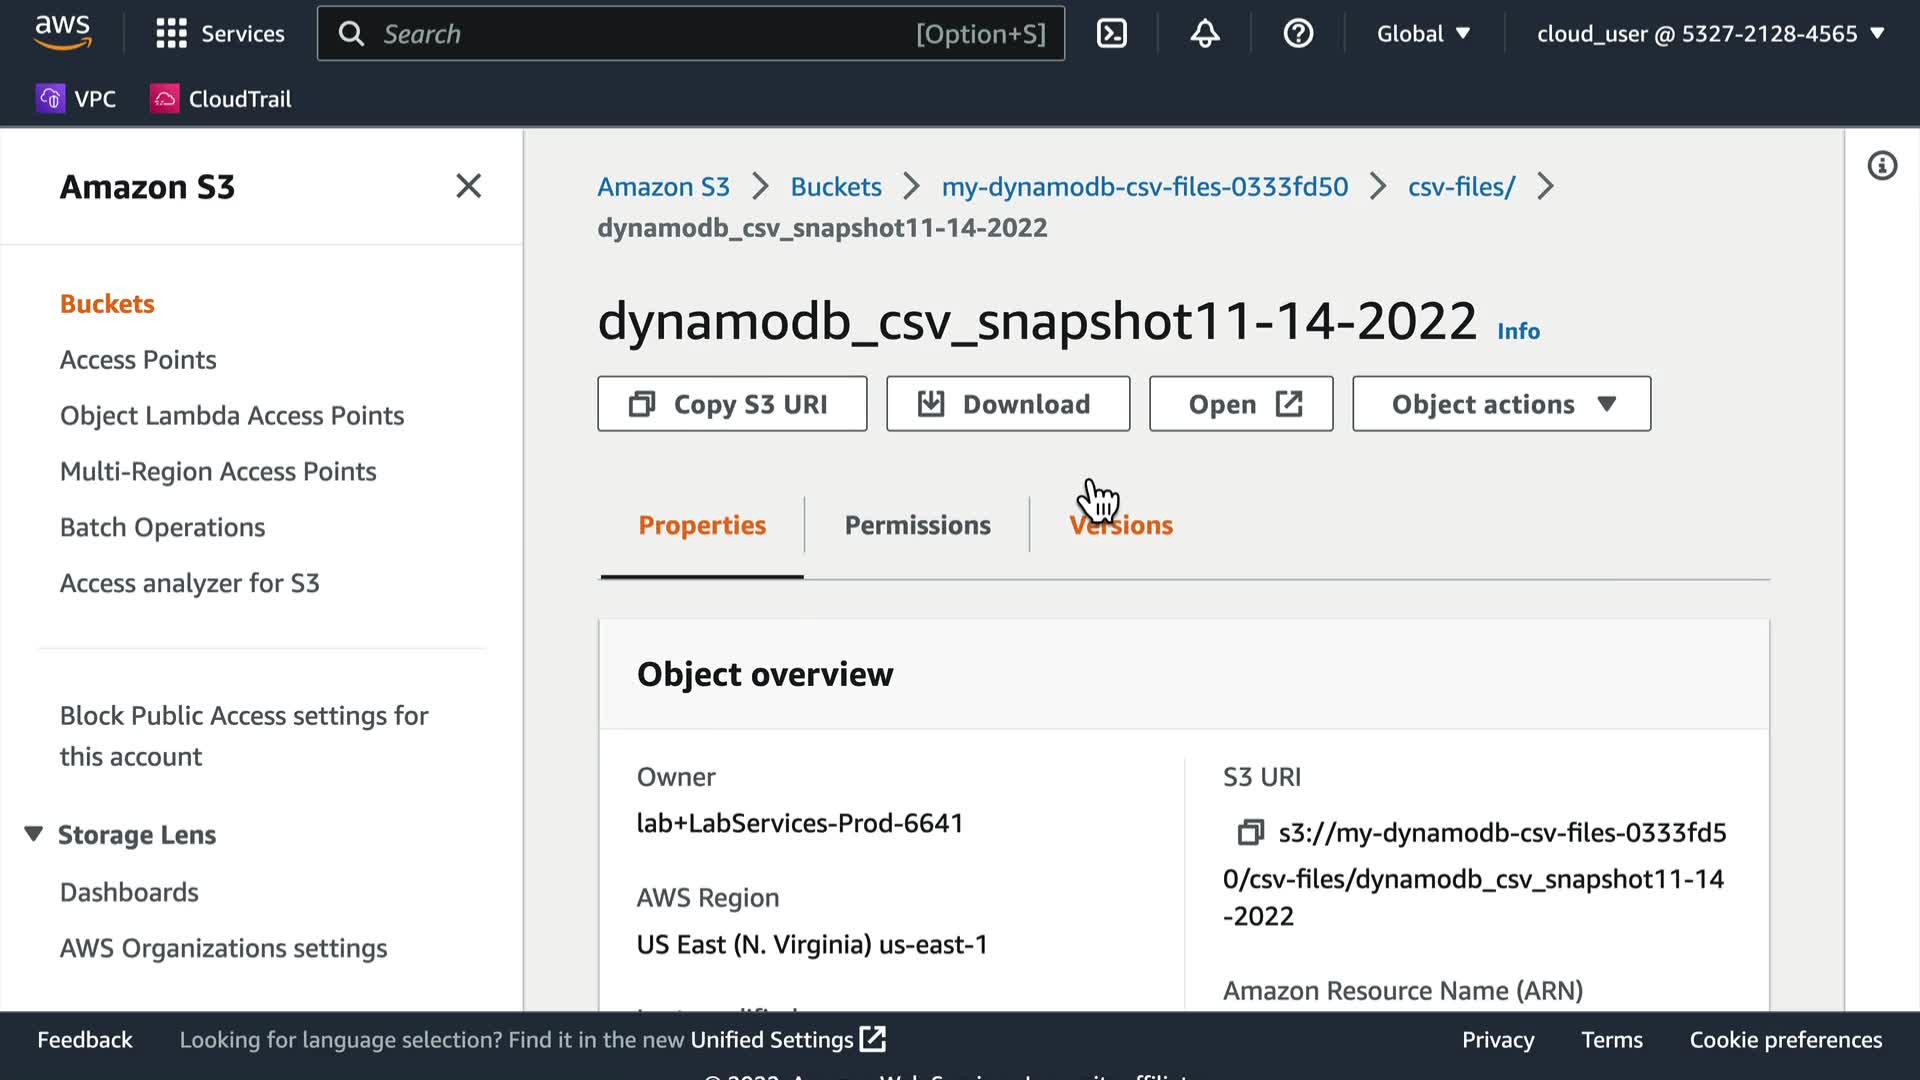 aws Services Search [Option+S] Global cloud_user @ 5327-2128-4565
VPC CloudTrail
Amazon S3
Buckets
Access Points
Object Lambda Access Points
Multi-Region Access Points
Batch Operations
Access analyzer for S3
Block Public Access settings for
this account
Storage Lens
Dashboards
AWS Organizations settings
Amazon S3 Buckets my-dynamodb-csv-files-0333fd50 csv-files/
dynamodb_csv_snapshot11-14-2022
dynamodb_csv_snapshot11-14-2022 Info
Copy S3 URI Download Open Object actions
Properties Permissions Versions
Object overview
Owner
lab+LabServices-Prod-6641
AWS Region
US East (N. Virginia) us-east-1
S3 URI
s3://my-dynamodb-csv-files-0333fd5
0/csv-files/dynamodb_csv_snapshot11-14
-2022
Amazon Resource Name (ARN)
Feedback Looking for language selection? Find it in the new Unified Settings Privacy Terms Cookie preferences